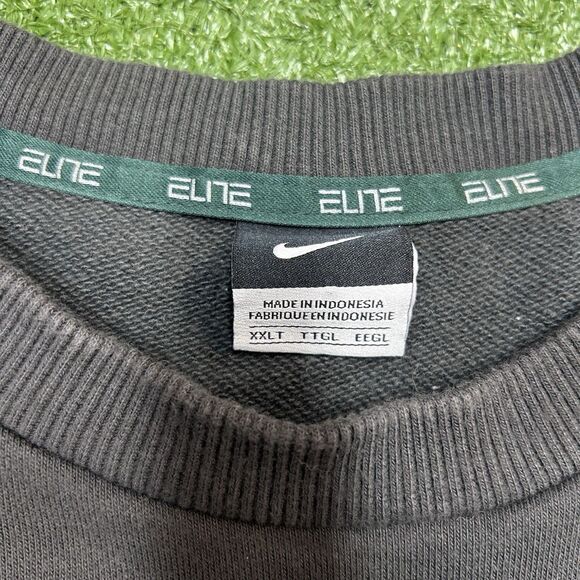 ELITE ELITE ELITE ELITE
MADE IN INDONESIA
FABRIQUE EN INDONESIE
XXLT TTGL EEGL